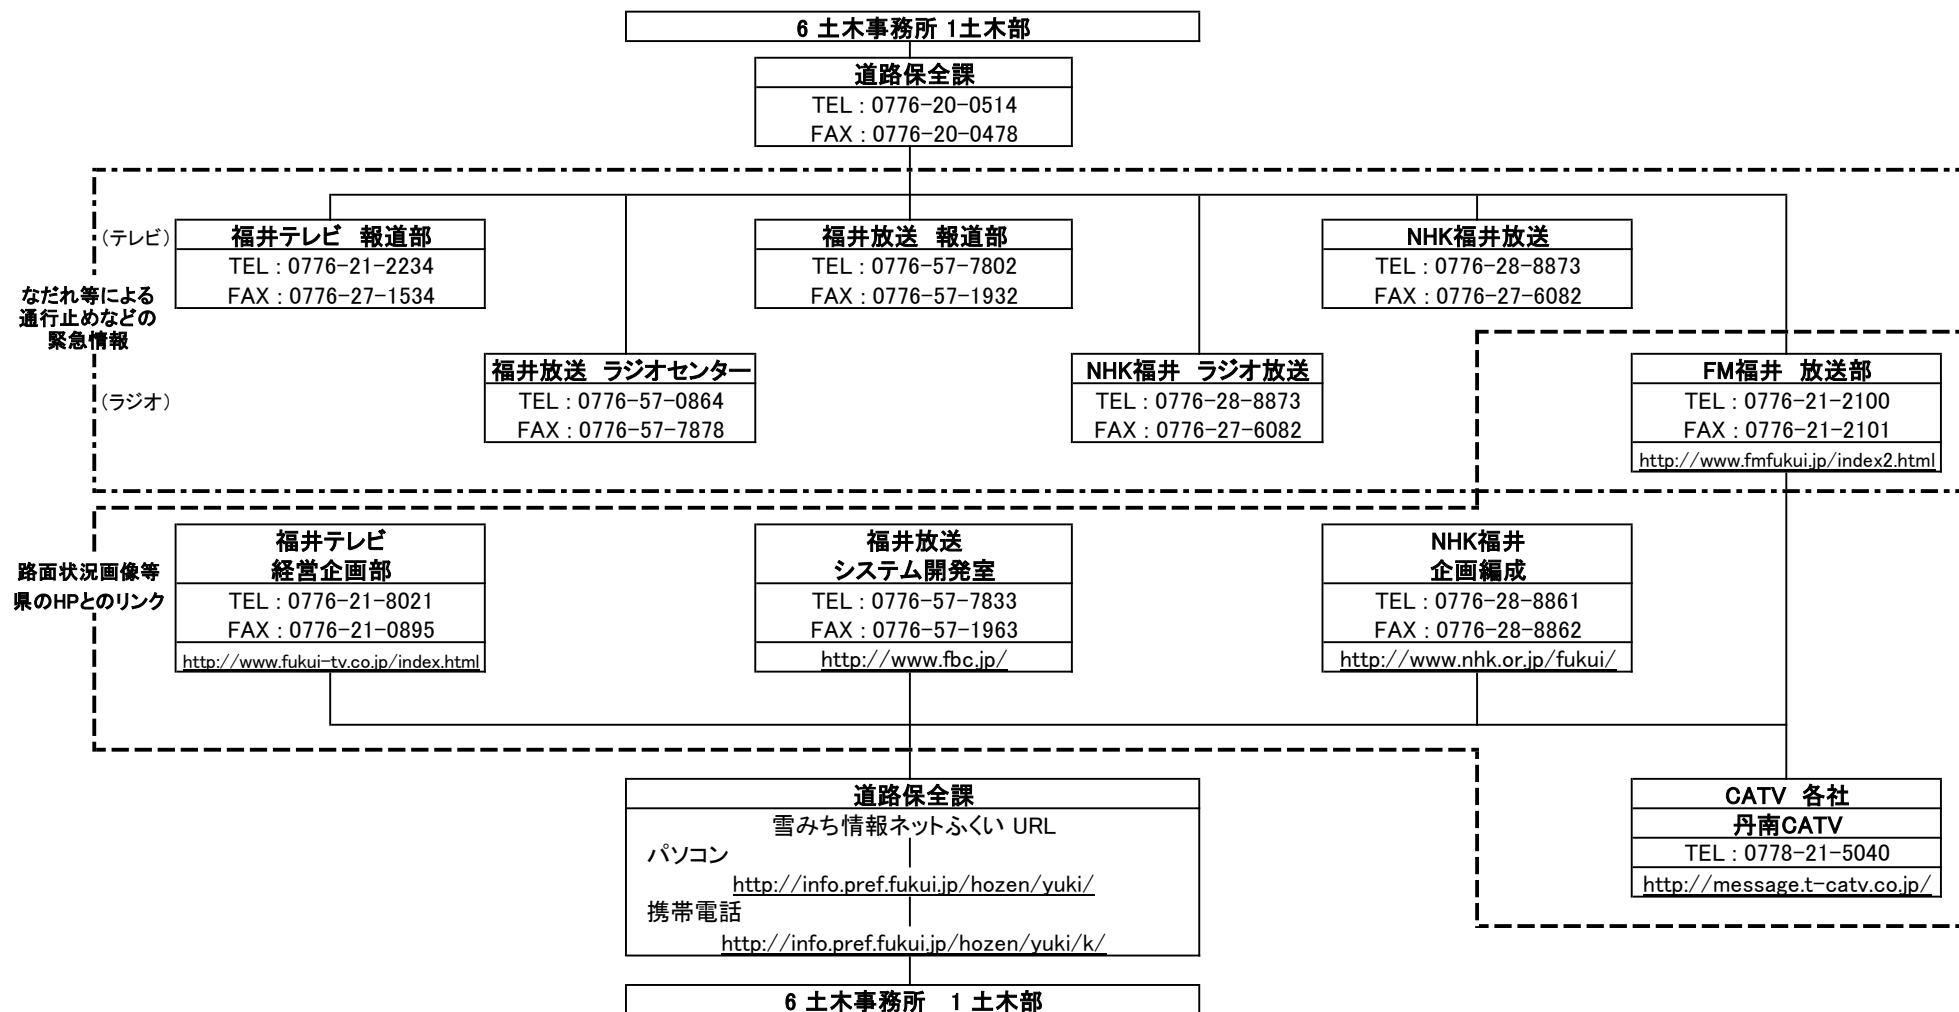 6 土木事務所 1土木部
道路保全課
TEL : 0776-20-0514
FAX : 0776-20-0478
（テレビ）
福井テレビ　報道部
TEL : 0776-21-2234
FAX : 0776-27-1534
福井放送　報道部
TEL : 0776-57-7802
FAX : 0776-57-1932
NHK福井放送
TEL : 0776-28-8873
FAX : 0776-27-6082
なだれ等による
通行止めなどの
緊急情報
（ラジオ）
福井放送　ラジオセンター
TEL : 0776-57-0864
FAX : 0776-57-7878
NHK福井　ラジオ放送
TEL : 0776-28-8873
FAX : 0776-27-6082
FM福井　放送部
TEL : 0776-21-2100
FAX : 0776-21-2101
http://www.fmfukui.jp/index2.html
路面状況画像等
県のHPとのリンク
福井テレビ
経営企画部
TEL : 0776-21-8021
FAX : 0776-21-0895
http://www.fukui-tv.co.jp/index.html
福井放送
システム開発室
TEL : 0776-57-7833
FAX : 0776-57-1963
http://www.fbc.jp/
NHK福井
企画編成
TEL : 0776-28-8861
FAX : 0776-28-8862
http://www.nhk.or.jp/fukui/
道路保全課
雪みち情報ネットふくい URL
パソコン
http://info.pref.fukui.jp/hozen/yuki/
携帯電話
http://info.pref.fukui.jp/hozen/yuki/k/
CATV　各社
丹南CATV
TEL : 0778-21-5040
http://message.t-catv.co.jp/
6 土木事務所　1 土木部